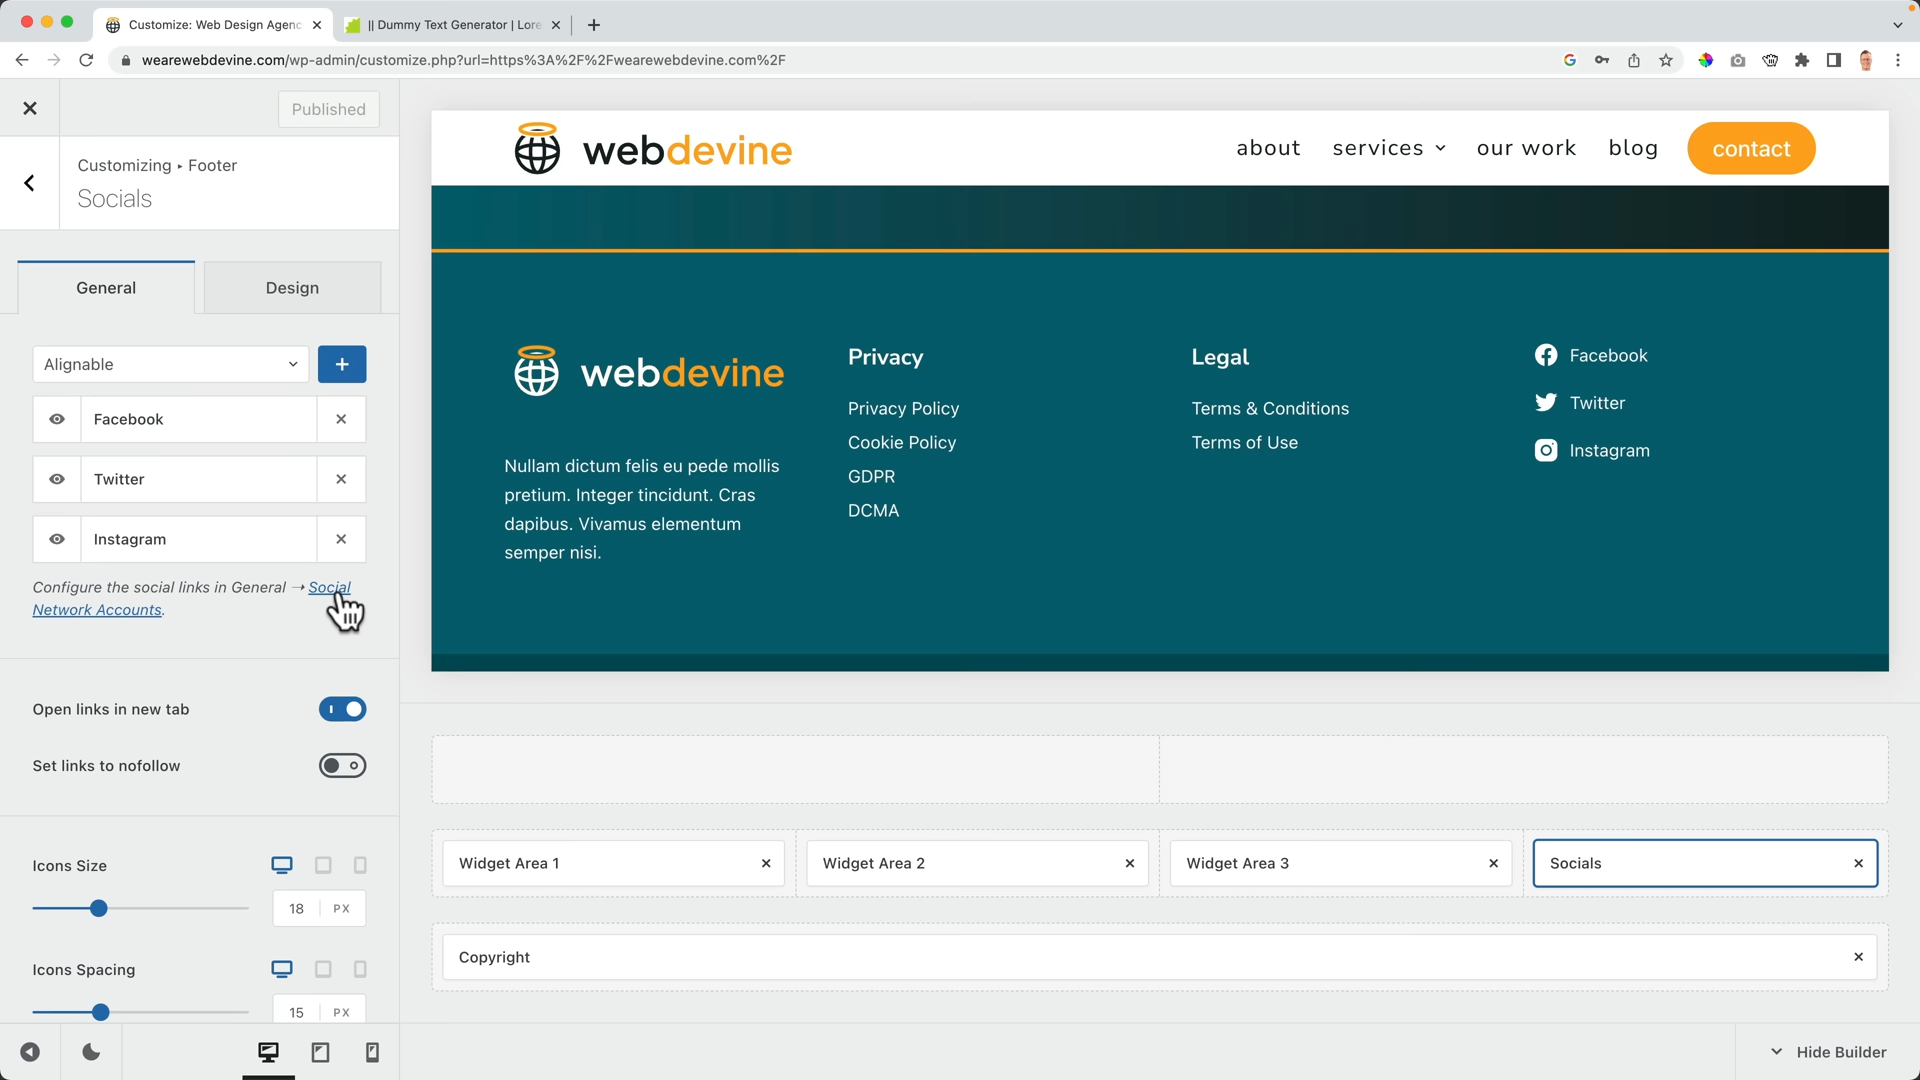 Customize: Web Design Agenc
|| Dummy Text Generator | Lore
wearewebdevine.com/wp-admin/customize.php?url=https%3A%2F%2Fwearewebdevine.com%2F
Published
Customizing ▸ Footer
Socials
General
Design
Alignable
Facebook
Twitter
Instagram
Configure the social links in General ➝ Social
Network Accounts.
Open links in new tab
Set links to nofollow
Icons Size
18 PX
Icons Spacing
15 PX
webdevine
about services our work blog contact
webdevine
Nullam dictum felis eu pede mollis
pretium. Integer tincidunt. Cras
dapibus. Vivamus elementum
semper nisi.
Privacy
Privacy Policy
Cookie Policy
GDPR
DCMA
Legal
Terms & Conditions
Terms of Use
Facebook
Twitter
Instagram
Widget Area 1
Widget Area 2
Widget Area 3
Socials
Copyright
Hide Builder